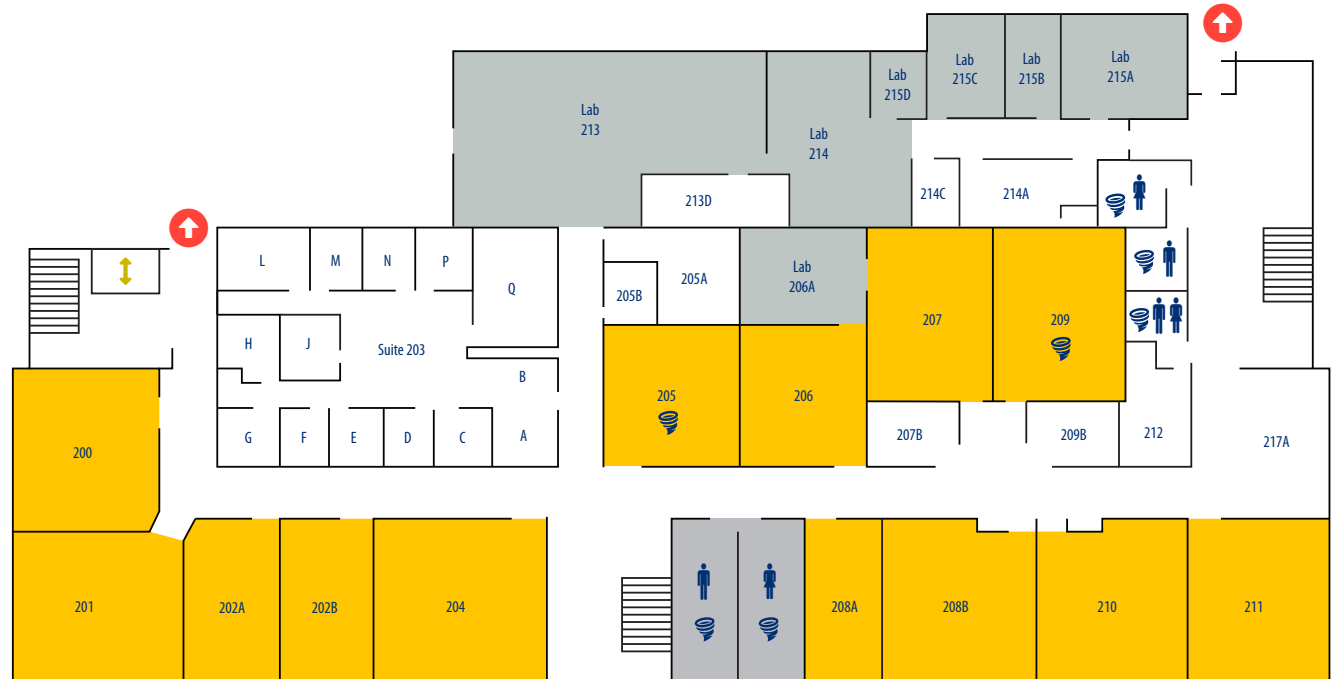 Lab
213
Lab
214
Lab
215D
Lab
215C
Lab
215B
Lab
215A
213D
214C
214A
L
M
N
P
Q
205B
205A
Lab
206A
207
209
H
J
Suite 203
B
G
F
E
D
C
A
205
206
207B
209B
212
217A
200
201
202A
202B
204
208A
208B
210
211